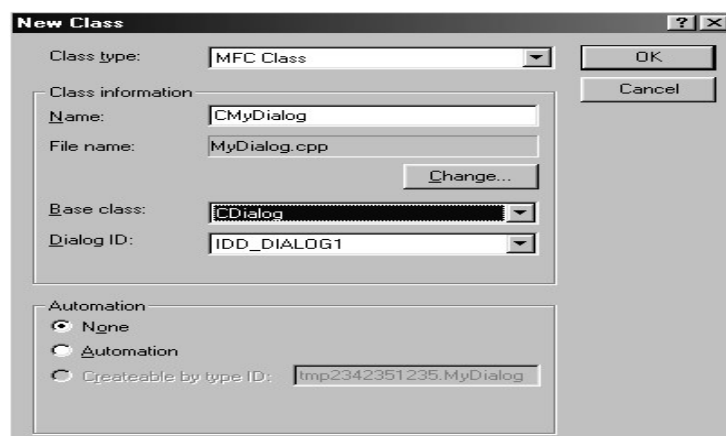 New Class
Class type:
MFC Class
OK
Cancel
Class information
Name:
CMyDialog
File name:
MyDialog.cpp
Change...
Base class:
CDialog
Dialog ID:
IDD_DIALOG1
Automation
None
Automation
Createable by type ID:
tmp2342351235.MyDialog